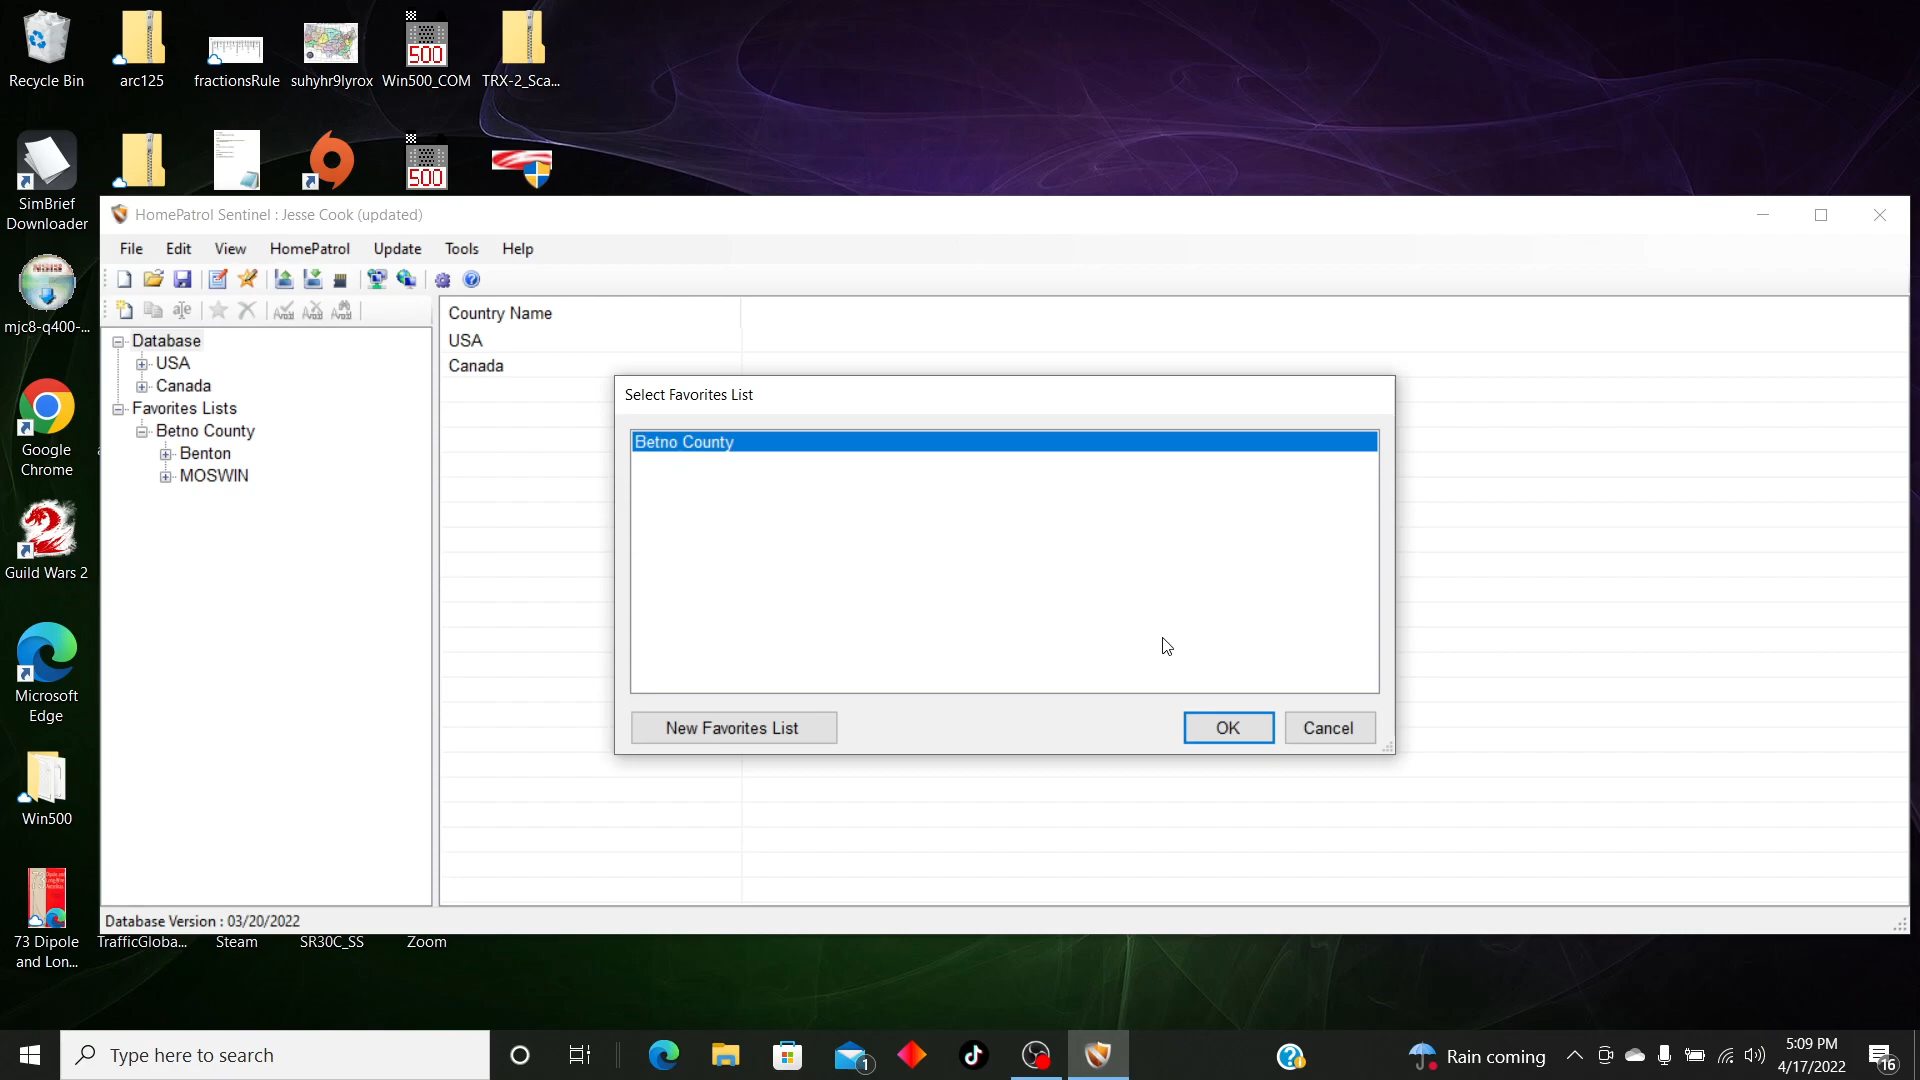 Recycle Bin
arc125
fractionsRule
suhyhr9lyrox
500
Win500_COM
TRX-2_Sca...
500
SimBrief
Downloader
HomePatrol Sentinel : Jesse Cook (updated)
File Edit View HomePatrol Update Tools Help
Country Name
USA
Canada
Database
USA
Canada
Favorites Lists
Betno County
Benton
MOSWIN
Select Favorites List
Betno County
New Favorites List
OK
Cancel
Database Version : 03/20/2022
mjc8-q400-...
Google
Chrome
Guild Wars 2
Microsoft
Edge
Win500
73 Dipole
and Lon...
TrafficGloba...
Steam
SR30C_SS
Zoom
Type here to search
1
Rain coming
5:09 PM
4/17/2022
16